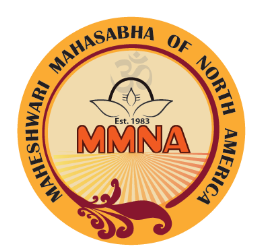 MAHESHWARI MAHASABHA OF NORTH AMERICA
ॐ
Est. 1983
MMNA